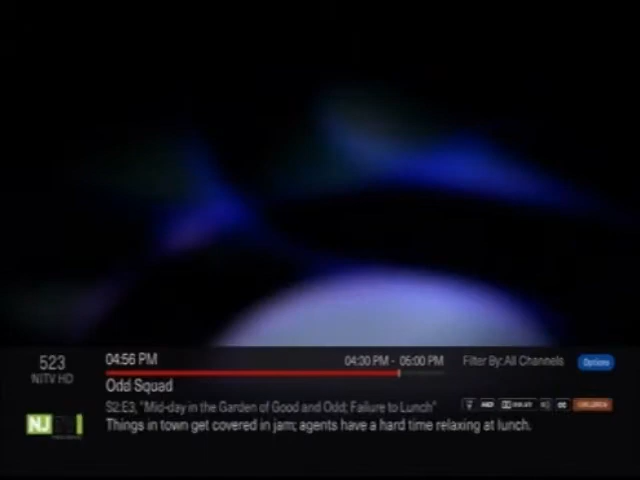 523
NJTV HD
04:56 PM
04:30 PM - 05:00 PM
Filter By: All Channels
Options
Odd Squad
S2:E3, "Mid-day in the Garden of Good and Odd; Failure to Lunch"
HD
DOLBY
CC
CHILDREN
NJ
Things in town get covered in jam; agents have a hard time relaxing at lunch.